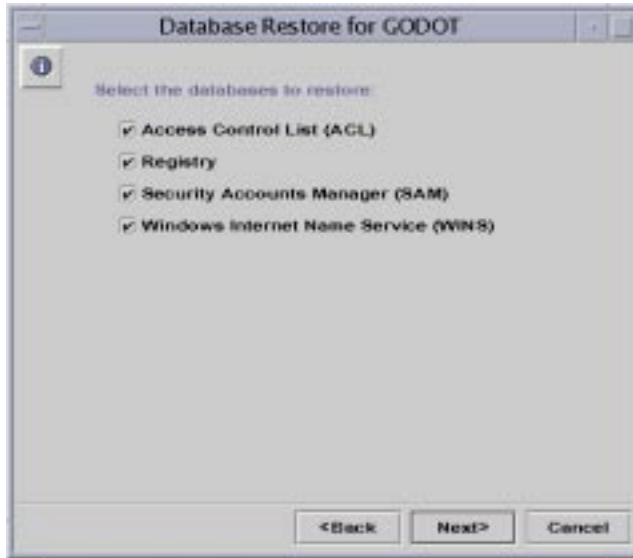 Database Restore for GODOT
Select the databases to restore:
Access Control List (ACL)
Registry
Security Accounts Manager (SAM)
Windows Internet Name Service (WINS)
<Back Next> Cancel